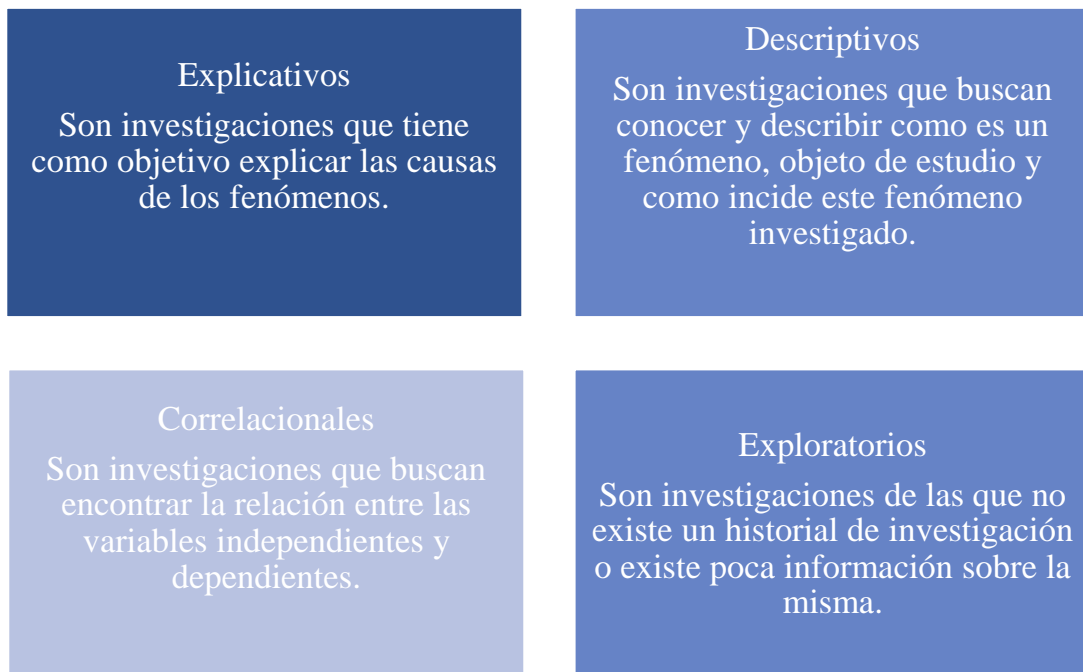 Explicativos
Son investigaciones que tiene
como objetivo explicar las causas
de los fenómenos.
Descriptivos
Son investigaciones que buscan
conocer y describir como es un
fenómeno, objeto de estudio y
como incide este fenómeno
investigado.
Correlacionales
Son investigaciones que buscan
encontrar la relación entre las
variables independientes y
dependientes.
Exploratorios
Son investigaciones de las que no
existe un historial de investigación
o existe poca información sobre la
misma.